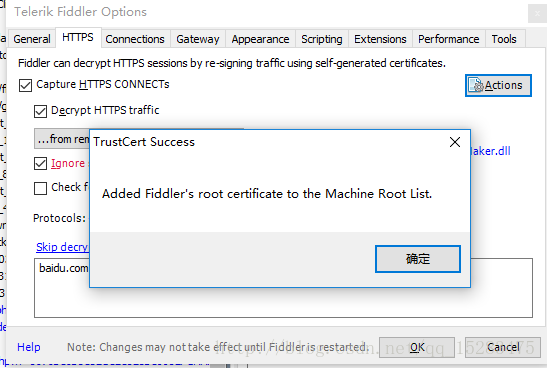 Telerik Fiddler Options
General HTTPS Connections Gateway Appearance Scripting Extensions Performance Tools
Fiddler can decrypt HTTPS sessions by re-signing traffic using self-generated certificates.
Capture HTTPS CONNECTs
Actions
Decrypt HTTPS traffic
...from rem
TrustCert Success
Ignore
Maker.dll
Check f
Added Fiddler's root certificate to the Machine Root List.
Protocols:
确定
Skip decry
baidu.com
Help
Note: Changes may not take effect until Fiddler is restarted.
OK
Cancel